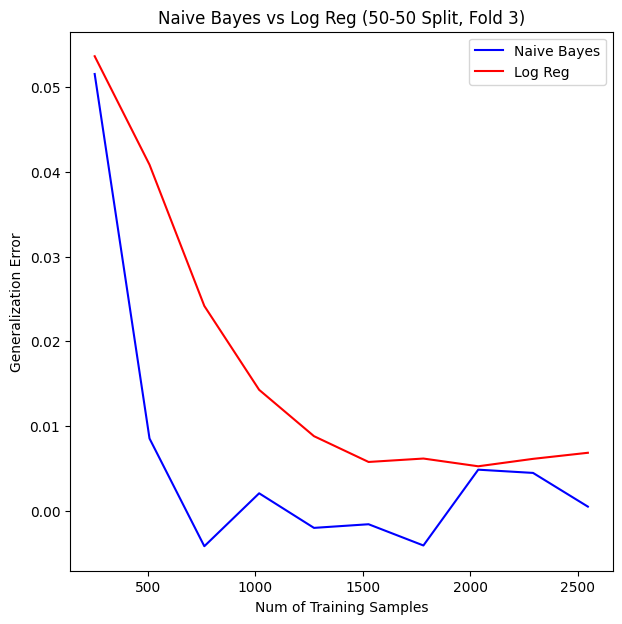 Naive Bayes vs Log Reg (50-50 Split, Fold 3)
Naive Bayes
Log Reg
0.05
0.04
0.03
0.02
0.01
0.00
Generalization Error
500
1000
1500
2000
2500
Num of Training Samples